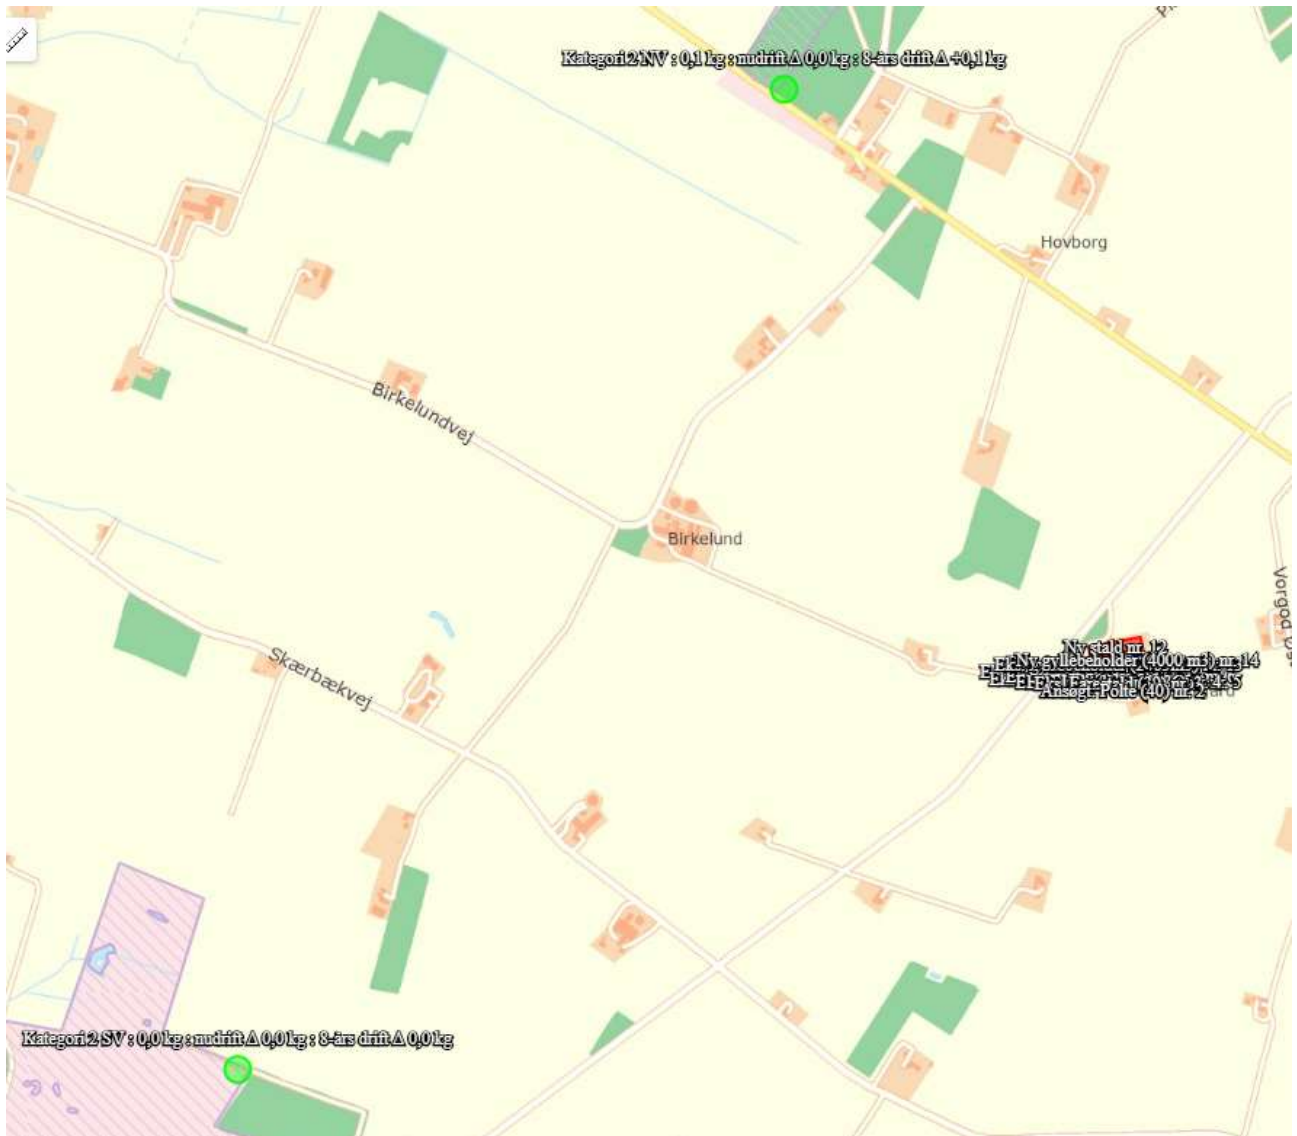 Kategori 2-NV : 0,1 kg : nudrift Δ 0,0 kg : 8-års drift Δ +0,1 kg
Hovborg
Birkelundvej
Birkelund
Vorgod Øst
Skærbækvej
Ny stald nr. 12
Ny gyllebeholder (4000 m3) nr. 14
Ansøgt: Polte (40) nr. 2
Kategori 2-SV : 0,0 kg : nudrift Δ 0,0 kg : 8-års drift Δ 0,0 kg